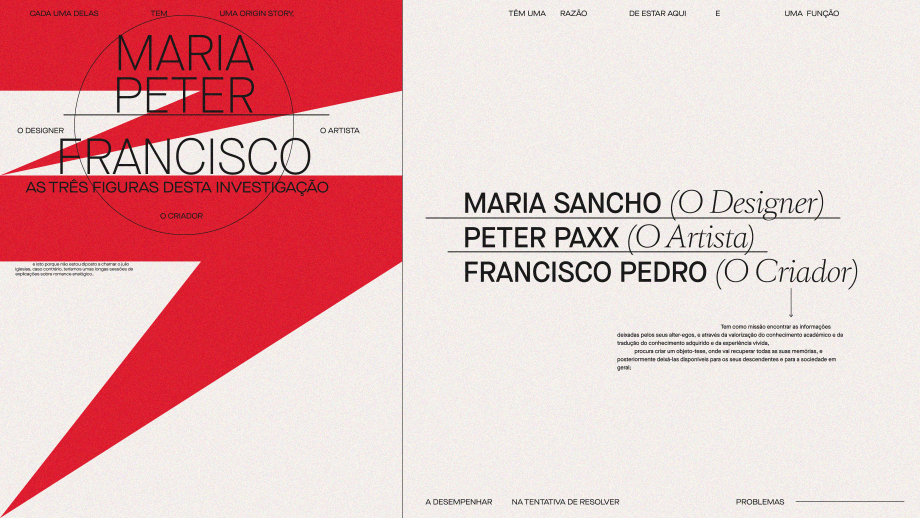 CADA UMA DELAS TEM UMA ORIGIN STORY,
MARIA
PETER
O DESIGNER
O ARTISTA
FRANCISCO
AS TRÊS FIGURAS DESTA INVESTIGAÇÃO
O CRIADOR
e isto porque não estou diposto a chamar o julio
iglesias, caso contrário, teríamos umas longas sessões de
explicações sobre romance analógico.
TÊM UMA RAZÃO DE ESTAR AQUI E UMA FUNÇÃO
MARIA SANCHO (O Designer)
PETER PAXX (O Artista)
FRANCISCO PEDRO (O Criador)
Tem como missão encontrar as informações
deixadas pelos seus alter-egos, e através da valorização do conhecimento académico e da
tradução do conhecimento adquirido e da experiência vivida,
procura criar um objeto-tese, onde vai recuperar todas as suas memórias, e
posteriormente deixá-las disponíveis para os seus descendentes e para a sociedade em
geral;
A DESEMPENHAR NA TENTATIVA DE RESOLVER PROBLEMAS